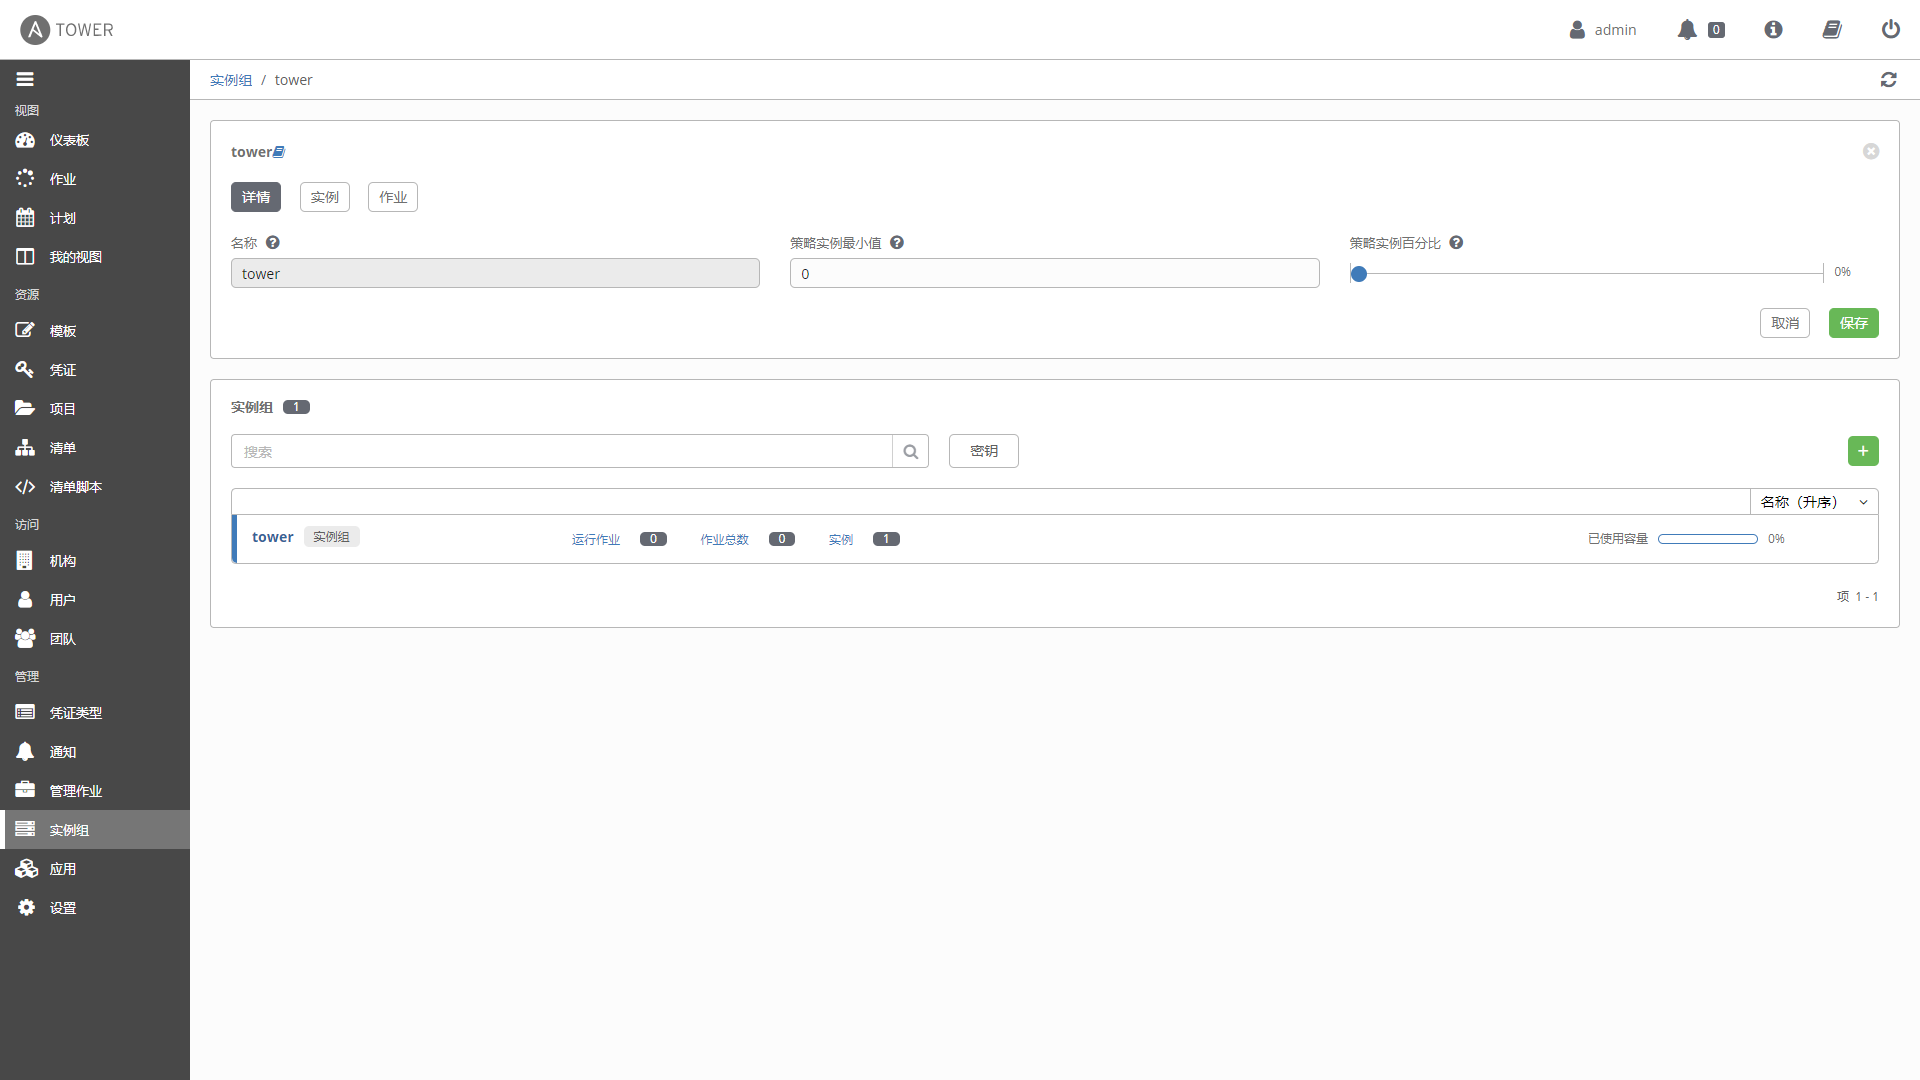 TOWER
admin
0
实例组 / tower
视图
仪表板
作业
计划
我的视图
资源
模板
凭证
项目
清单
清单脚本
访问
机构
用户
团队
管理
凭证类型
通知
管理作业
实例组
应用
设置
tower
详情 实例 作业
名称 策略实例最小值 策略实例百分比
tower 0 0%
取消 保存
实例组 1
搜索 密钥 +
名称（升序）
tower 实例组 运行作业 0 作业总数 0 实例 1 已使用容量 0%
项 1 - 1